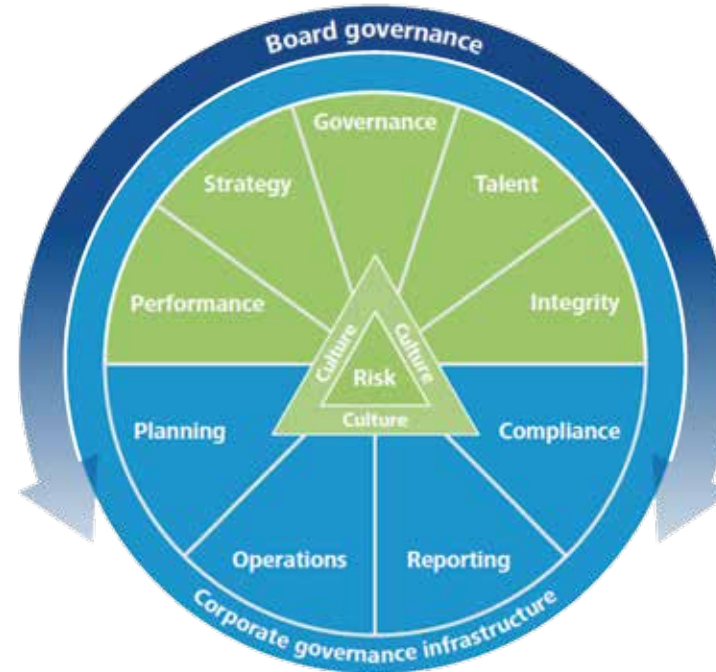 Board governance
Governance
Strategy
Talent
Performance
Integrity
Culture
Culture
Risk
Culture
Planning
Compliance
Operations
Reporting
Corporate governance infrastructure